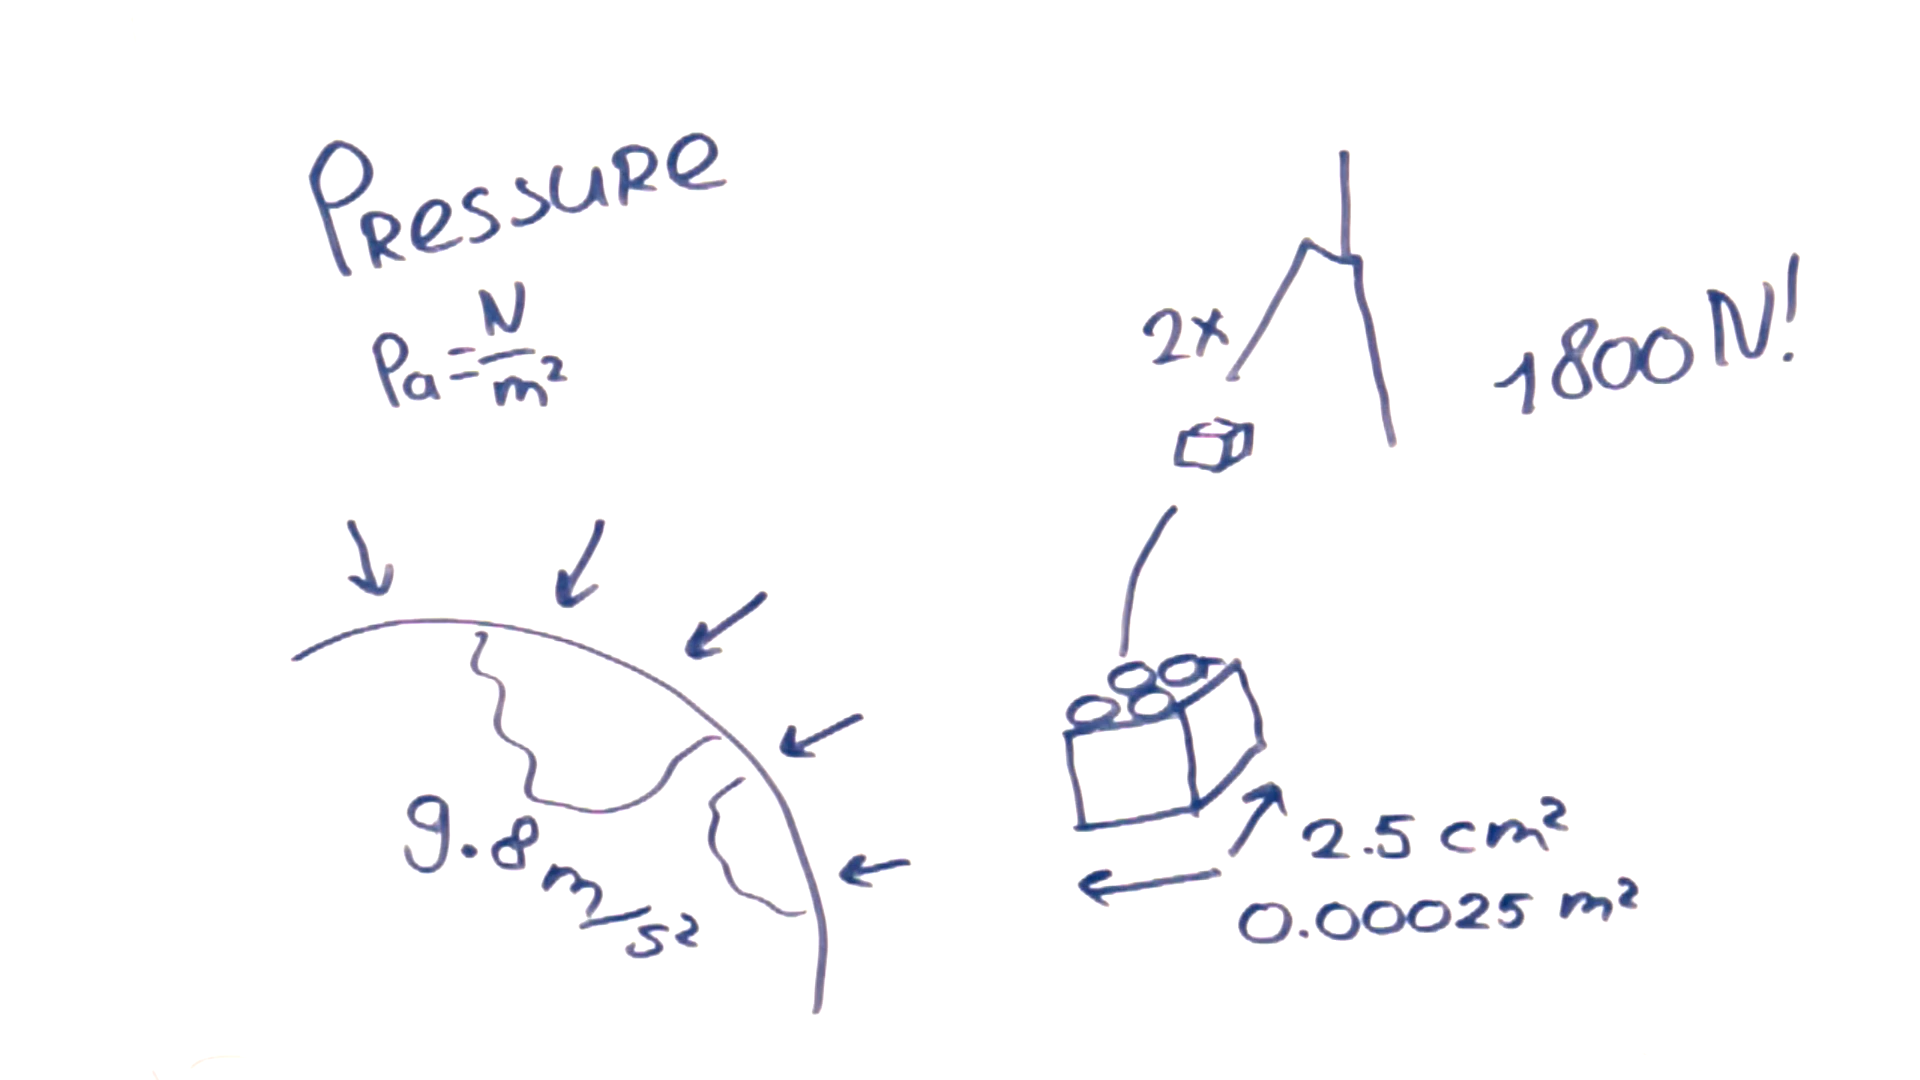 PRessuRe
Pa = N/m²
2x
1800 N!
9.8 m/s²
2.5 cm²
0.00025 m²